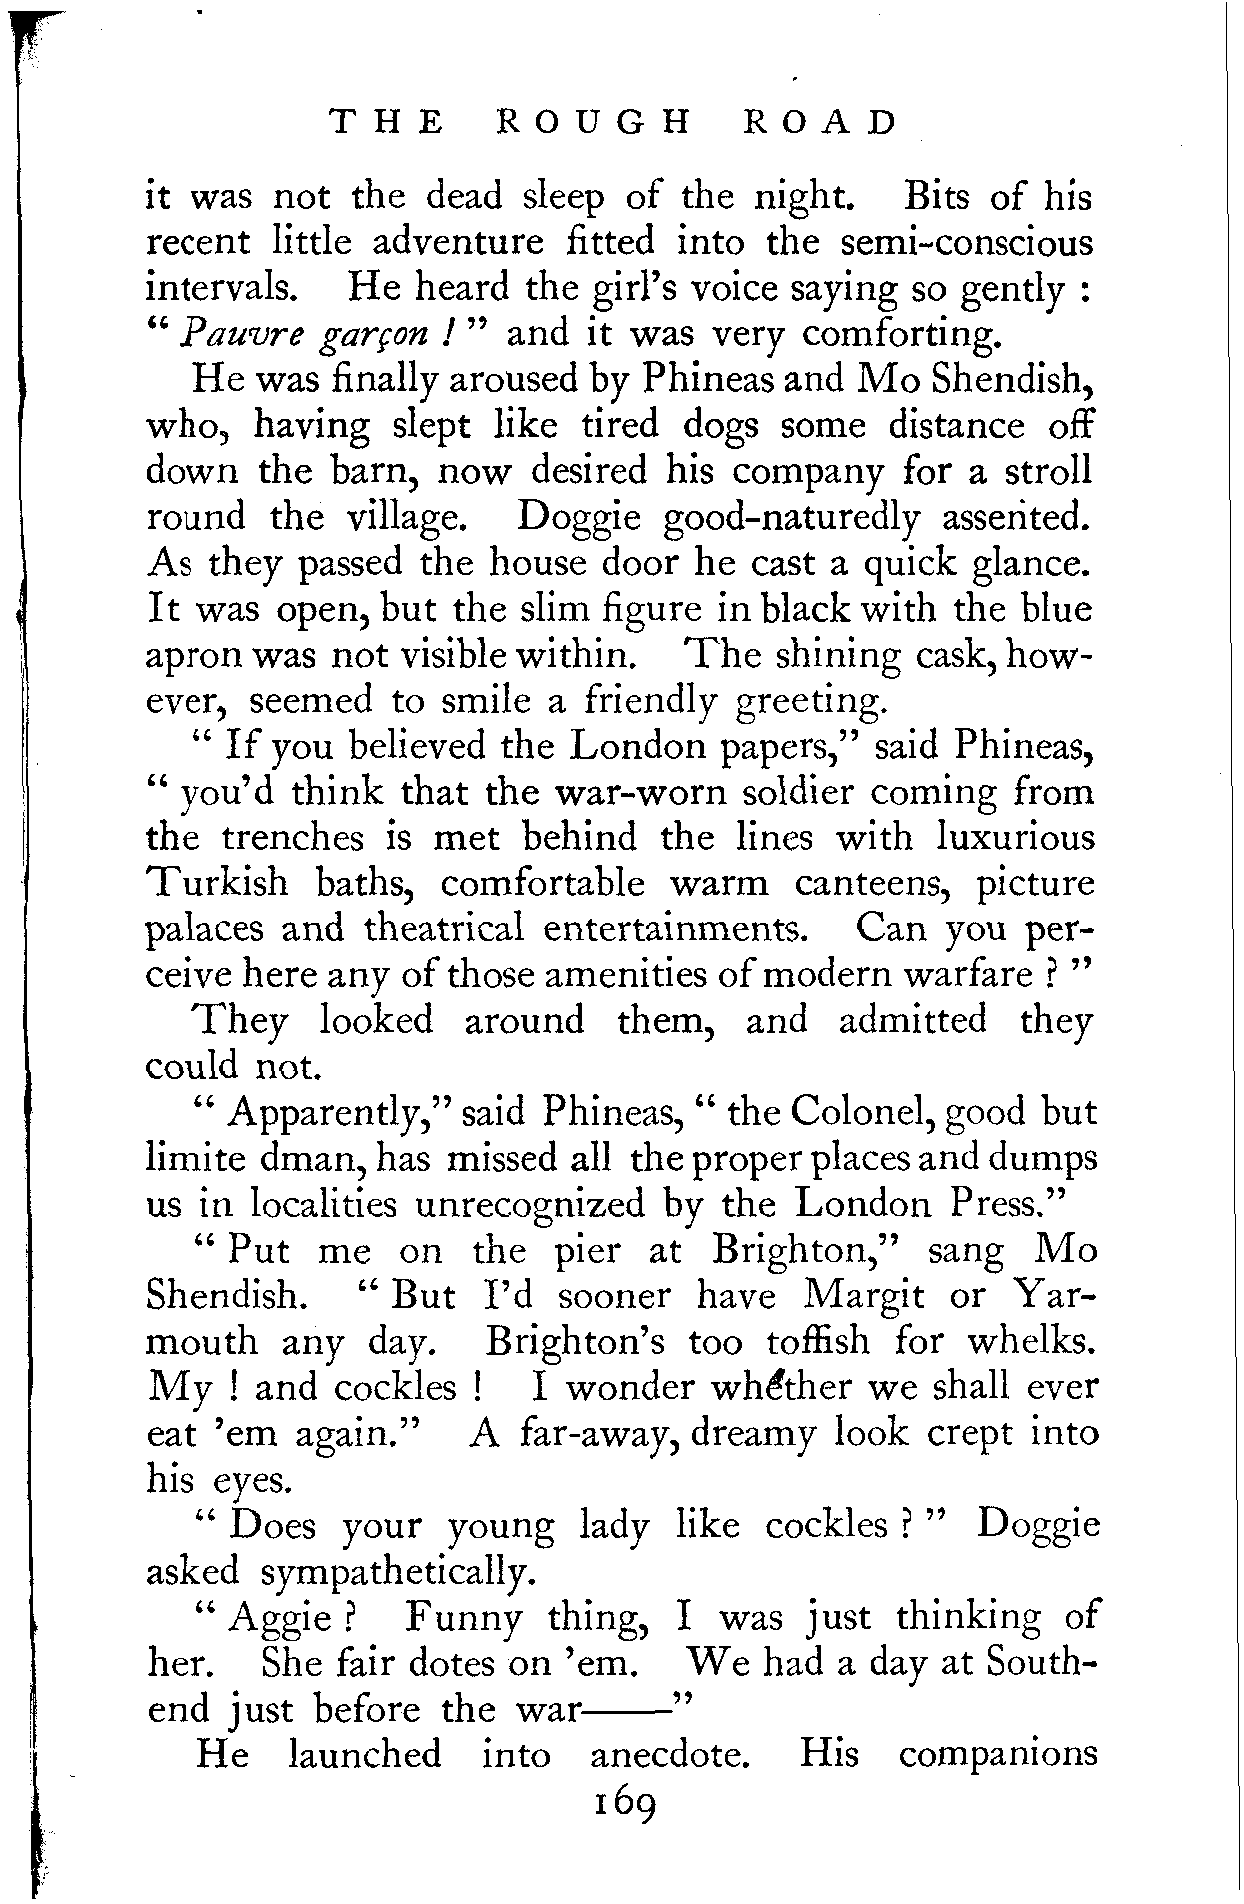 THE ROUGH ROAD
it was not the dead sleep of the night. Bits of his
recent little adventure fitted into the semi-conscious
intervals. He heard the girl's voice saying so gently :
“ Pauvre garçon ! ” and it was very comforting.
He was finally aroused by Phineas and Mo Shendish,
who, having slept like tired dogs some distance off
down the barn, now desired his company for a stroll
round the village. Doggie good-naturedly assented.
As they passed the house door he cast a quick glance.
It was open, but the slim figure in black with the blue
apron was not visible within. The shining cask, how-
ever, seemed to smile a friendly greeting.
“ If you believed the London papers,” said Phineas,
“ you'd think that the war-worn soldier coming from
the trenches is met behind the lines with luxurious
Turkish baths, comfortable warm canteens, picture
palaces and theatrical entertainments. Can you per-
ceive here any of those amenities of modern warfare ? ”
They looked around them, and admitted they
could not.
“ Apparently,” said Phineas, “ the Colonel, good but
limite dman, has missed all the proper places and dumps
us in localities unrecognized by the London Press.”
“ Put me on the pier at Brighton,” sang Mo
Shendish. “ But I'd sooner have Margit or Yar-
mouth any day. Brighton's too toffish for whelks.
My ! and cockles ! I wonder whether we shall ever
eat 'em again.” A far-away, dreamy look crept into
his eyes.
“ Does your young lady like cockles ? ” Doggie
asked sympathetically.
“ Aggie ? Funny thing, I was just thinking of
her. She fair dotes on 'em. We had a day at South-
end just before the war——”
He launched into anecdote. His companions
169